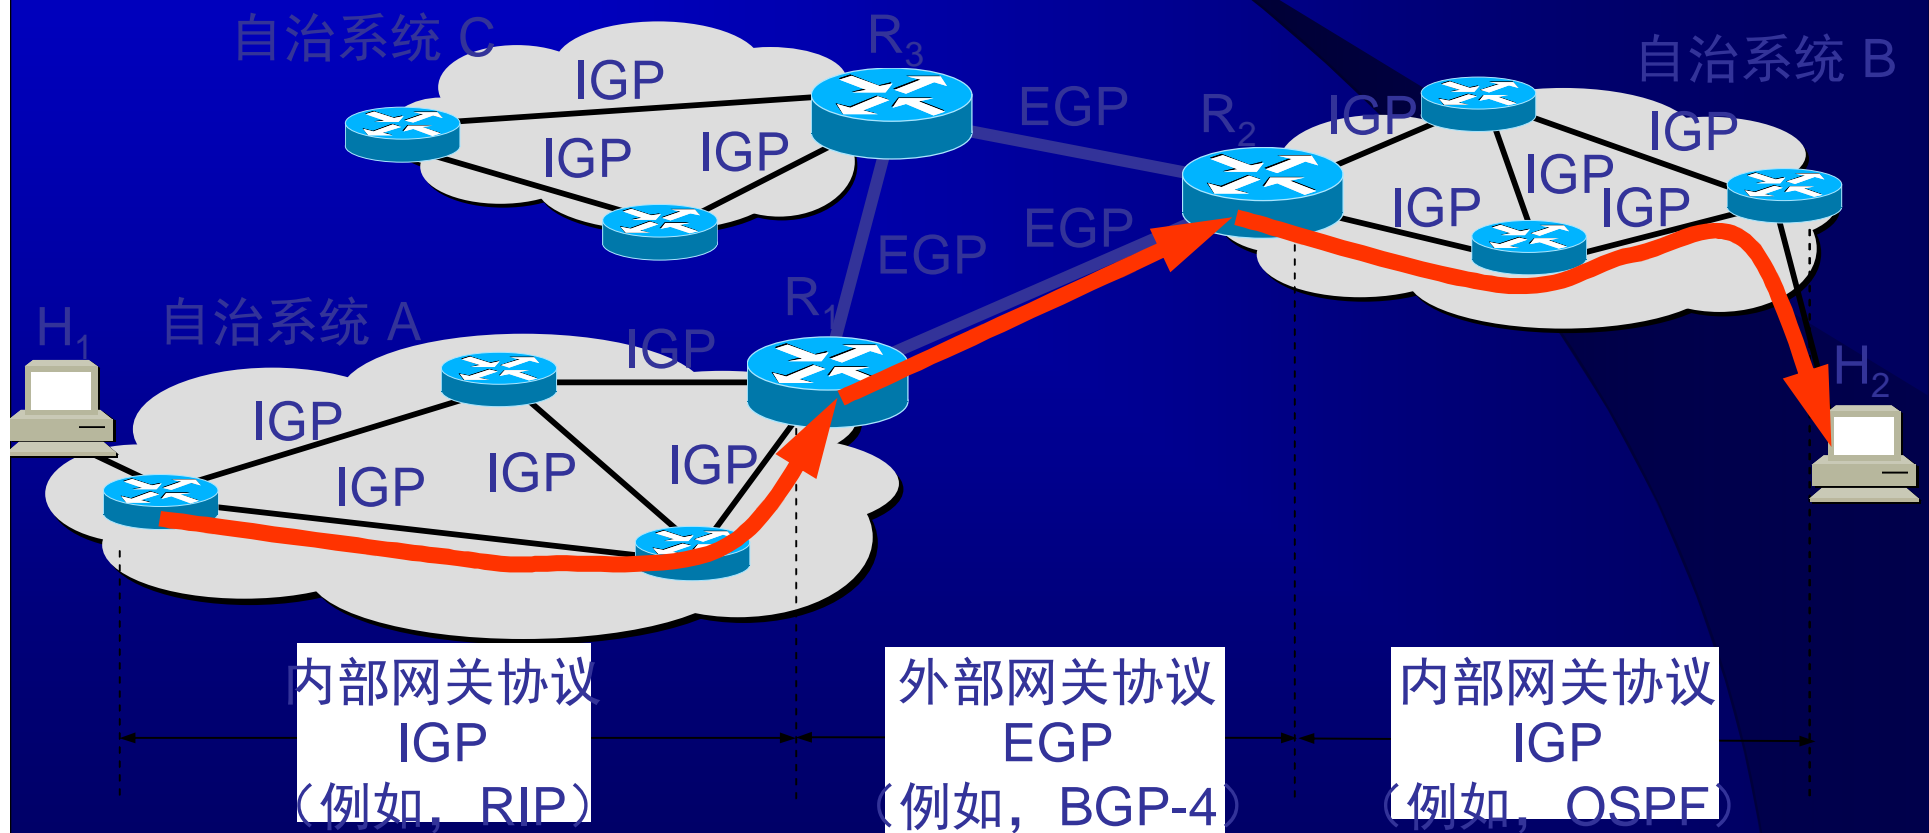 自治系统 C
R3
自治系统 B
IGP
EGP
R2
IGP
IGP
IGP
IGP
IGP
IGP
IGP
EGP
EGP
R1
自治系统 A
H1
IGP
H2
IGP
IGP
IGP
IGP
内部网关协议
IGP
（例如，RIP）
外部网关协议
EGP
（例如，BGP-4）
内部网关协议
IGP
（例如，OSPF）